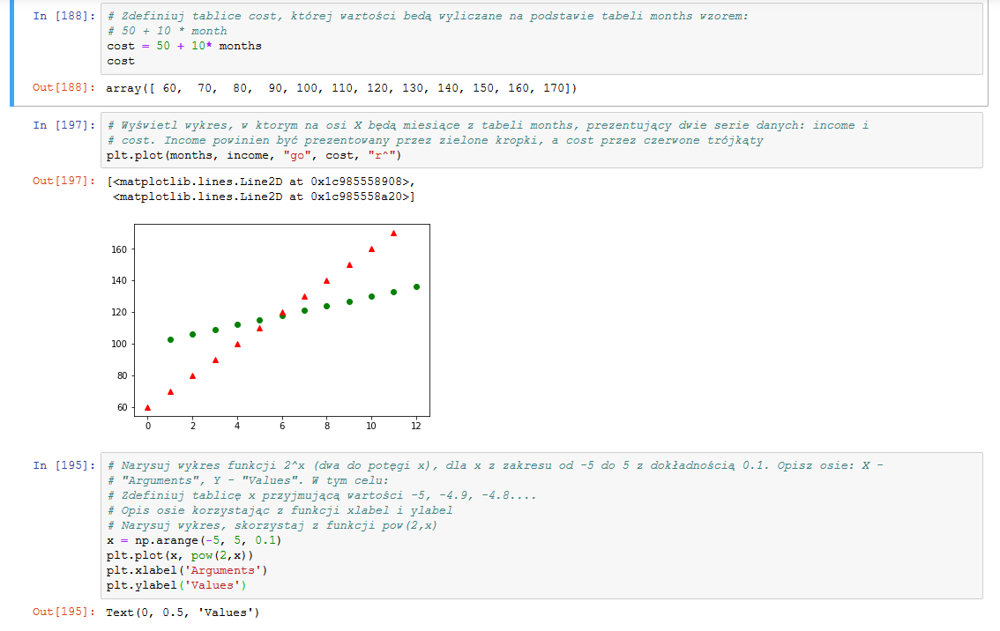 In [188]: # Zdefiniuj tablice cost, której wartości bedą wyliczane na podstawie tabeli months wzorem:
# 50 + 10 * month
cost = 50 + 10* months
cost
Out[188]: array([ 60,  70,  80,  90, 100, 110, 120, 130, 140, 150, 160, 170])
In [197]: # Wyświetl wykres, w ktorym na osi X będą miesiące z tabeli months, prezentujący dwie serie danych: income i
# cost. Income powinien być prezentowany przez zielone kropki, a cost przez czerwone trójkąty
plt.plot(months, income, "go", cost, "r^")
Out[197]: [<matplotlib.lines.Line2D at 0x1c985558908>,
<matplotlib.lines.Line2D at 0x1c985558a20>]
160
140
120
100
80
60
0 2 4 6 8 10 12
In [195]: # Narysuj wykres funkcji 2^x (dwa do potęgi x), dla x z zakresu od -5 do 5 z dokładnością 0.1. Opisz osie: X -
# "Arguments", Y - "Values". W tym celu:
# Zdefiniuj tablicę x przyjmującą wartości -5, -4.9, -4.8....
# Opis osie korzystając z funkcji xlabel i ylabel
# Narysuj wykres, skorzystaj z funkcji pow(2,x)
x = np.arange(-5, 5, 0.1)
plt.plot(x, pow(2,x))
plt.xlabel('Arguments')
plt.ylabel('Values')
Out[195]: Text(0, 0.5, 'Values')